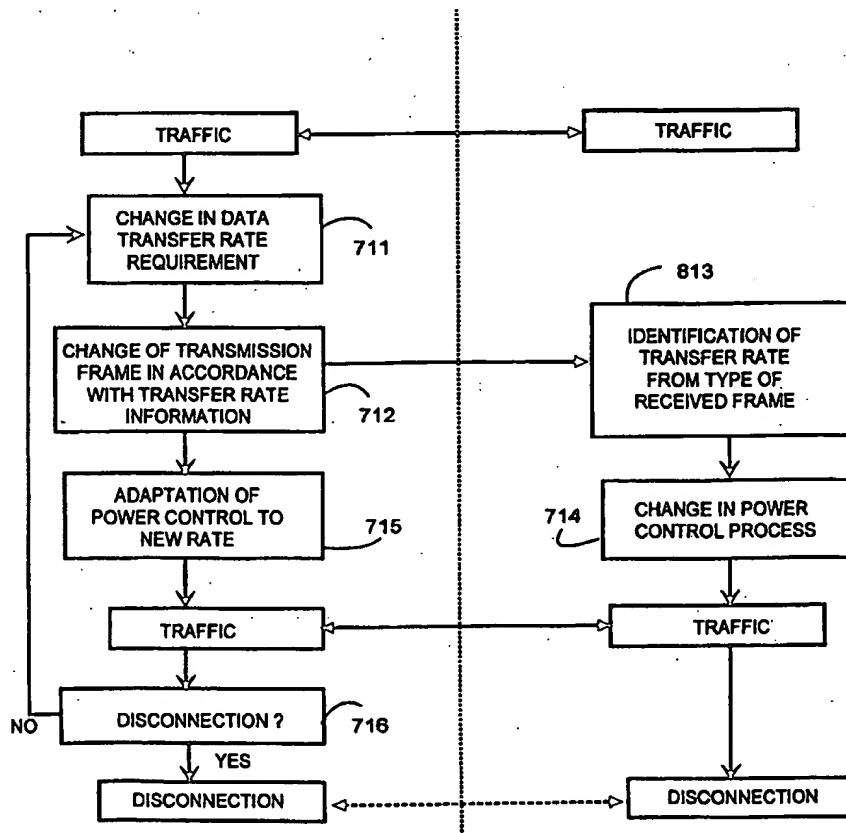 TRAFFIC
TRAFFIC
CHANGE IN DATA
TRANSFER RATE
REQUIREMENT
711
813
CHANGE OF TRANSMISSION
FRAME IN ACCORDANCE
WITH TRANSFER RATE
INFORMATION
712
IDENTIFICATION OF
TRANSFER RATE
FROM TYPE OF
RECEIVED FRAME
ADAPTATION OF
POWER CONTROL TO
NEW RATE
715
714
CHANGE IN POWER
CONTROL PROCESS
TRAFFIC
TRAFFIC
NO
DISCONNECTION ?
716
YES
DISCONNECTION
DISCONNECTION